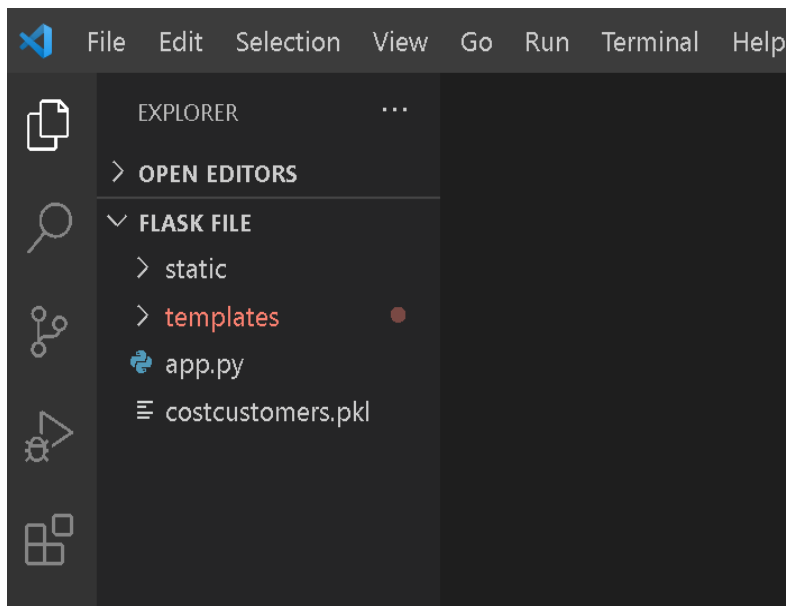 File Edit Selection View Go Run Terminal Help
EXPLORER ...
OPEN EDITORS
FLASK FILE
static
templates
app.py
costcustomers.pkl